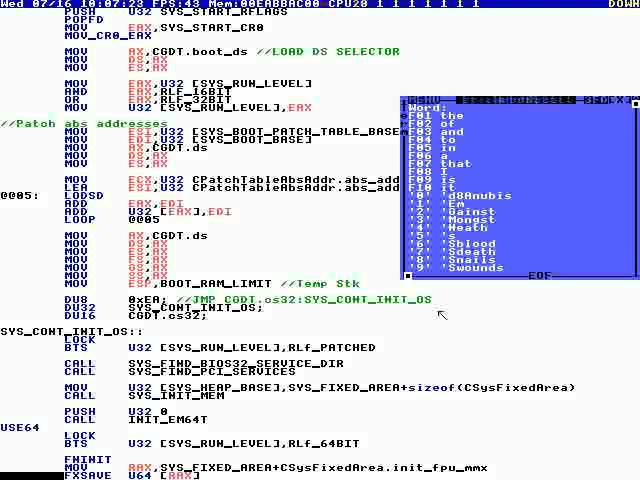 Wed 07/16 10:07:23 FPS:43 Mem:00EABBAC00 CPU20 1 1 1 1 1 1 1 DOWN
PUSH U32 SYS_START_RFLAGS
POPFD
MOV EAX,SYS_START_CR0
MOV_CR0_EAX
MOV AX,CGDT.boot_ds //LOAD DS SELECTOR
MOV DS,AX
MOV ES,AX
MOV EAX,U32 [SYS_RUN_LEVEL]
AND EAX,RLF_16BIT
OR EAX,RLF_32BIT
MOV U32 [SYS_RUN_LEVEL],EAX
//Patch abs addresses
MOV ESI,U32 [SYS_BOOT_PATCH_TABLE_BASE
MOV EDI,U32 [SYS_BOOT_BASE]
MOV AX,CGDT.ds
MOV DS,AX
MOV ES,AX
MOV ECX,U32 CPatchTableAbsAddr.abs_add
LEA ESI,U32 CPatchTableAbsAddr.abs_add
@@05: LODSD
ADD EAX,EDI
ADD U32 [EAX],EDI
LOOP @@05
MOV AX,CGDT.ds
MOV DS,AX
MOV ES,AX
MOV FS,AX
MOV GS,AX
MOV SS,AX
MOV ESP,BOOT_RAM_LIMIT //Temp Stk
DU8 0xEA; //JMP CGDT.cs32:SYS_CONT_INIT_OS
DU32 SYS_CONT_INIT_OS;
DU16 CGDT.cs32;
SYS_CONT_INIT_OS::
LOCK
BTS U32 [SYS_RUN_LEVEL],RLf_PATCHED
CALL SYS_FIND_BIOS32_SERVICE_DIR
CALL SYS_FIND_PCI_SERVICES
MOV U32 [SYS_HEAP_BASE],SYS_FIXED_AREA+sizeof(CSysFixedArea)
CALL SYS_INIT_MEM
PUSH U32 0
CALL INIT_EM64T
USE64
LOCK
BTS U32 [SYS_RUN_LEVEL],RLf_64BIT
FNINIT
MOV RAX,SYS_FIXED_AREA+CSysFixedArea.init_fpu_mmx
FXSAVE U64 [RAX]
MENU
Word:
F01 the
F02 of
F03 and
F04 to
F05 in
F06 a
F07 that
F08 I
F09 is
F10 it
'0' 'd8Anubis
'1' 'Em
'2' 'Gainst
'3' 'Mongst
'4' 'Neath
'5' 's
'6' 'Sblood
'7' 'Sdeath
'8' 'Snails
'9' 'Swounds
EOF